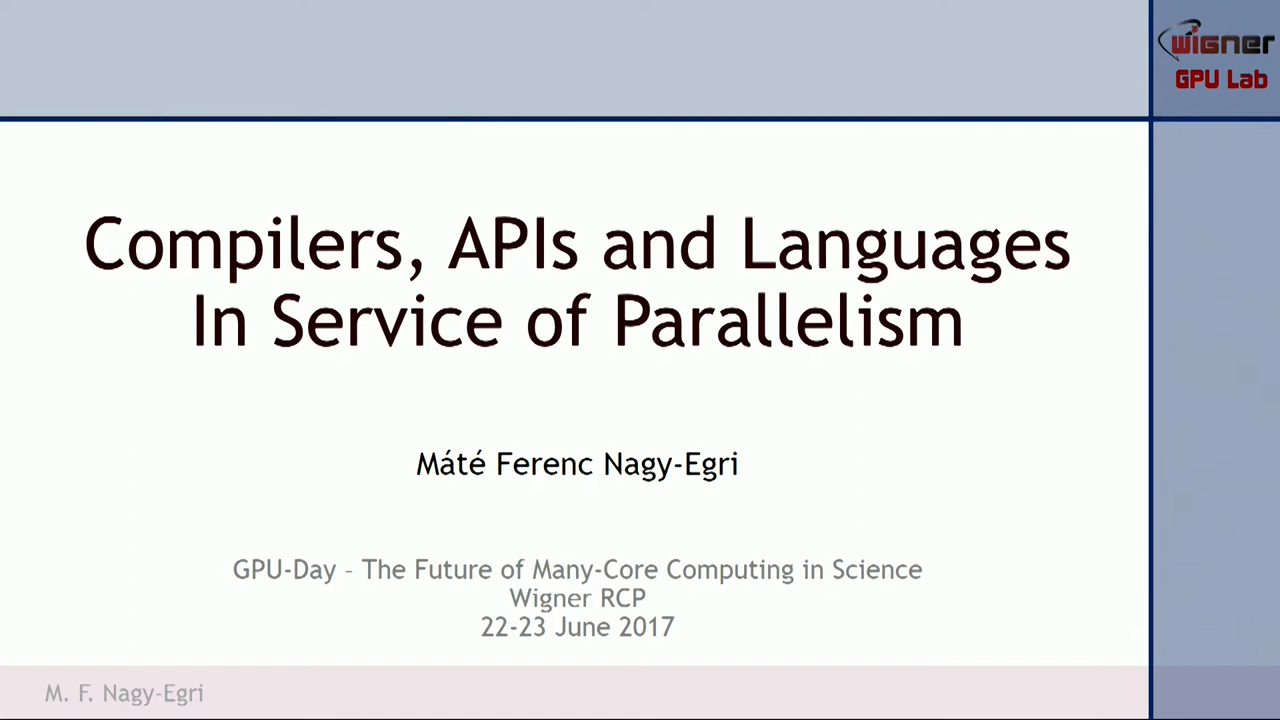 wigner
GPU Lab
Compilers, APIs and Languages
In Service of Parallelism
Máté Ferenc Nagy-Egri
GPU-Day – The Future of Many-Core Computing in Science
Wigner RCP
22-23 June 2017
M. F. Nagy-Egri